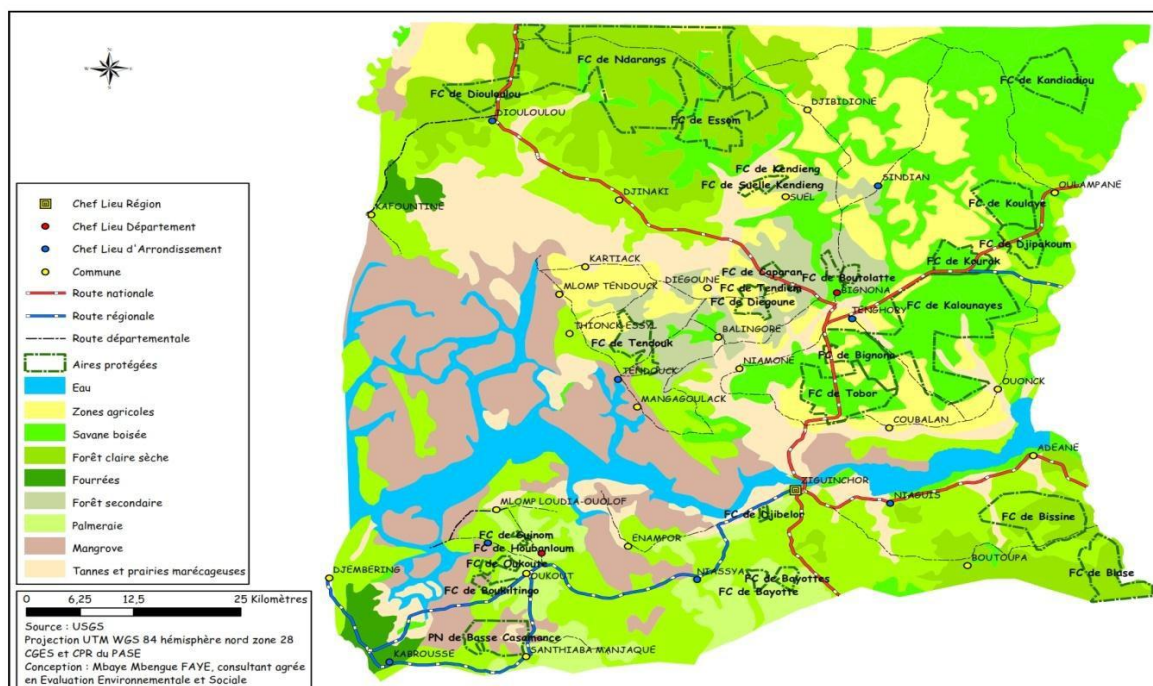 FC de Ndarangs
FC de Kandiadiou
FC de Diouloulou
DIOULOULOU
FC de Essom
DJIBIDIONE
FC de Kendieng
FC de Suelle Kendieng
SUEL
SINDIAN
OULAMPANE
FC de Koulaye
DJINAKI
KAFOUNTINE
FC de Djipakoum
FC de Kourak
KARTIACK
FC de Caparan
FC de Boutolatte
DIEGOUNE
FC de Tendiem
BIGNONA
MLOMP TENDOUCK
FC de Diegoune
FC de Kalounayes
TENGHORY
THIONCK-ESSYL
BALINGORE
FC de Tendouk
FC de Bignona
NIAMONE
TENDOUCK
OUONCK
FC de Tobor
MANGAGOULACK
COUBALAN
ADEANE
ZIGUINCHOR
NIAGUIS
MLOMP LOUDIA-OUOLOF
FC de Djibelor
FC de Bissine
ENAMPOR
FC de Houbanloum
FC de Oukoute
OUKOUT
BOUTOUPA
DJEMBERING
NIASSYA
FC de Bayottes
FC de Blase
FC de Boukitingo
FC de Bayotte
PN de Basse Casamance
SANTHIABA MANJAQUE
KABROUSSE
Chef Lieu Région
Chef Lieu Département
Chef Lieu d'Arrondissement
Commune
Route nationale
Route régionale
Route départementale
Aires protégées
Eau
Zones agricoles
Savane boisée
Forêt claire sèche
Fourrées
Forêt secondaire
Palmeraie
Mangrove
Tannes et prairies marécageuses
0 6,25 12,5 25 Kilomètres
Source : USGS
Projection UTM WGS 84 hémisphère nord zone 28
CGES et CPR du PASE
Conception : Mbaye Mbengue FAYE, consultant agrée
en Evaluation Environnementale et Sociale